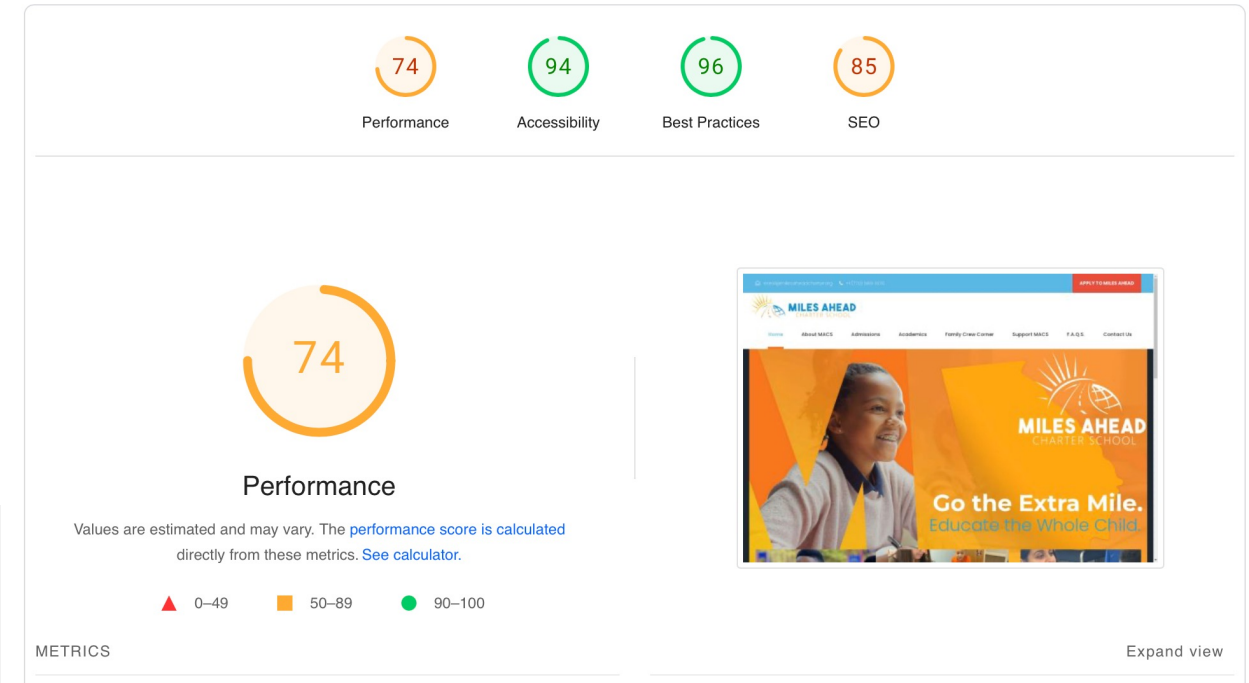 74
94
96
85
Performance
Accessibility
Best Practices
SEO
74
Performance
Values are estimated and may vary. The performance score is calculated
directly from these metrics. See calculator.
0–49
50–89
90–100
APPLY TO MILES AHEAD
MILES AHEAD
CHARTER SCHOOL
Home
About MACS
Admissions
Academics
Family Crew Corner
Support MACS
F.A.Q.S.
Contact Us
MILES AHEAD
CHARTER SCHOOL
Go the Extra Mile.
Educate the Whole Child.
METRICS
Expand view